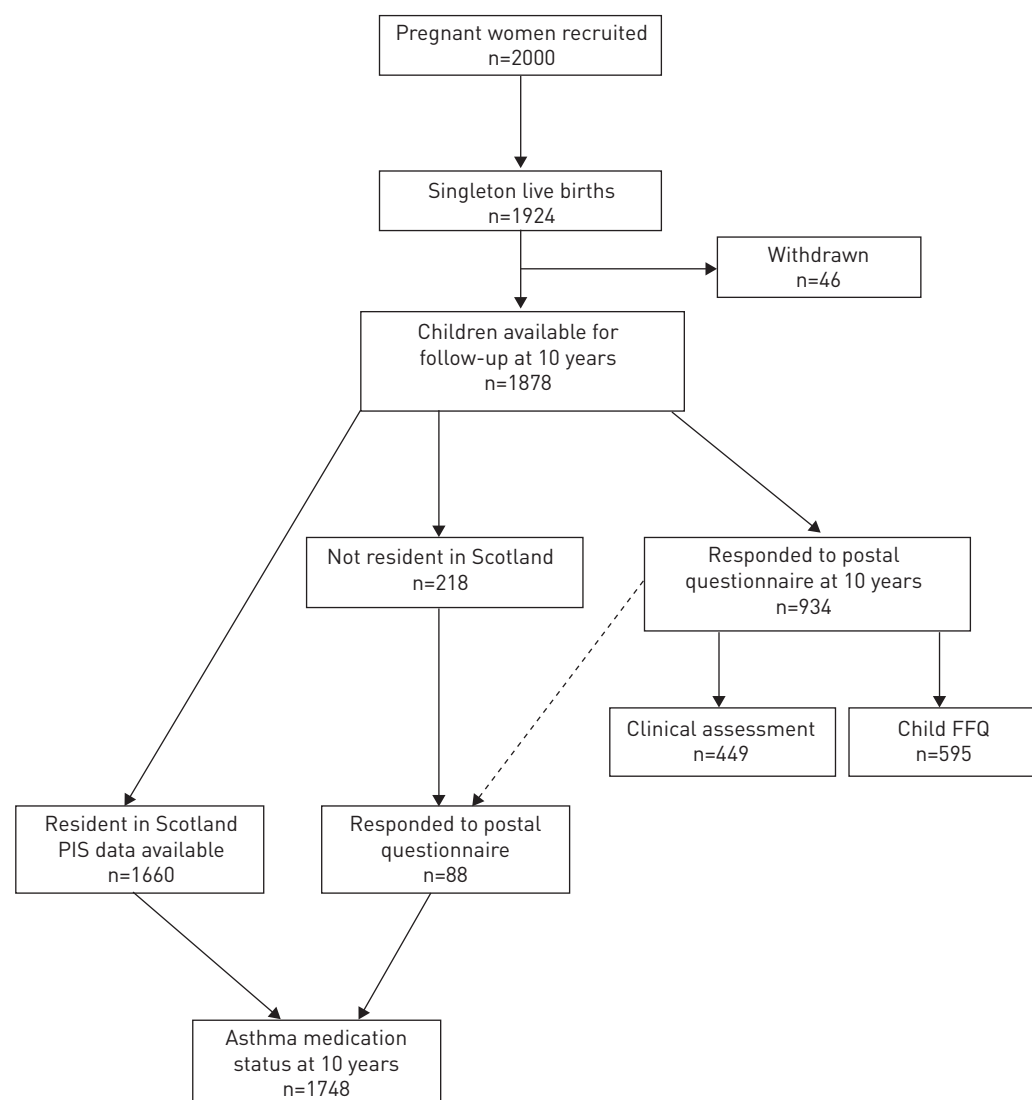 Pregnant women recruited
n=2000
Singleton live births
n=1924
Withdrawn
n=46
Children available for
follow-up at 10 years
n=1878
Not resident in Scotland
n=218
Responded to postal
questionnaire at 10 years
n=934
Clinical assessment
n=449
Child FFQ
n=595
Resident in Scotland
PIS data available
n=1660
Responded to postal
questionnaire
n=88
Asthma medication
status at 10 years
n=1748